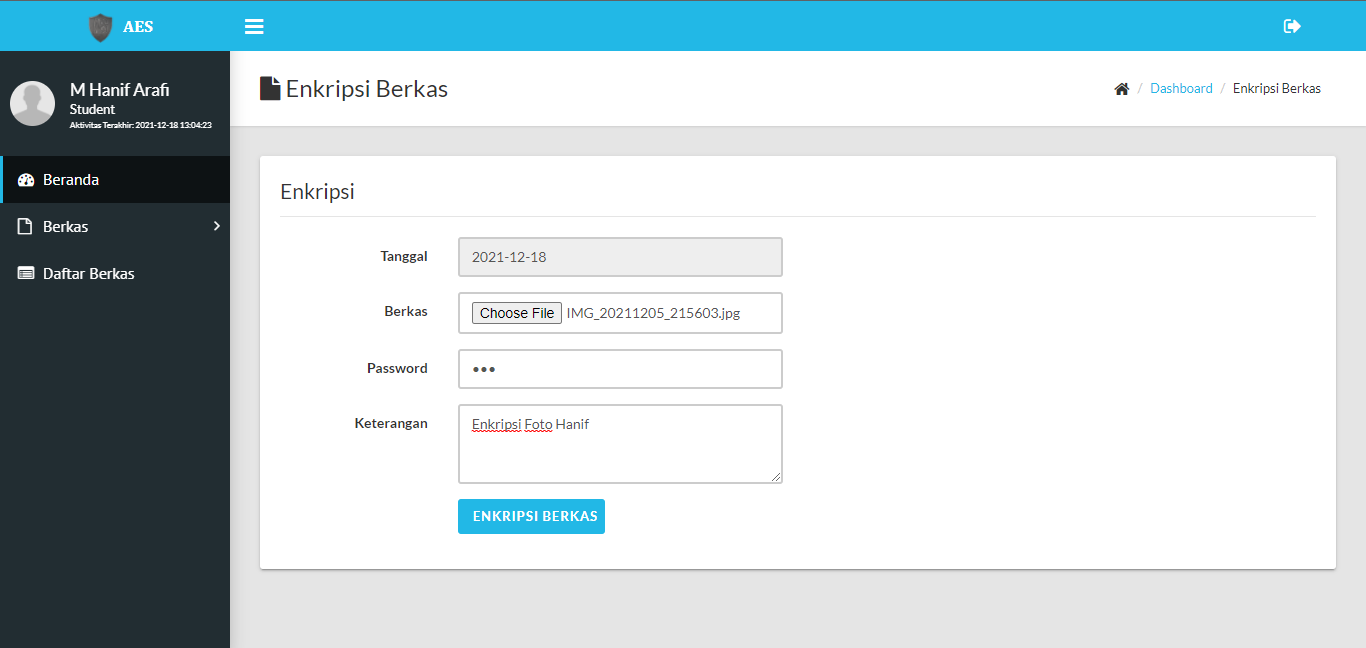 AES
M Hanif Arafi
Student
Aktivitas Terakhir: 2021-12-18 13:04:23
Beranda
Berkas
Daftar Berkas
Enkripsi Berkas
/ Dashboard / Enkripsi Berkas
Enkripsi
Tanggal 2021-12-18
Berkas Choose File IMG_20211205_215603.jpg
Password •••
Keterangan Enkripsi Foto Hanif
ENKRIPSI BERKAS